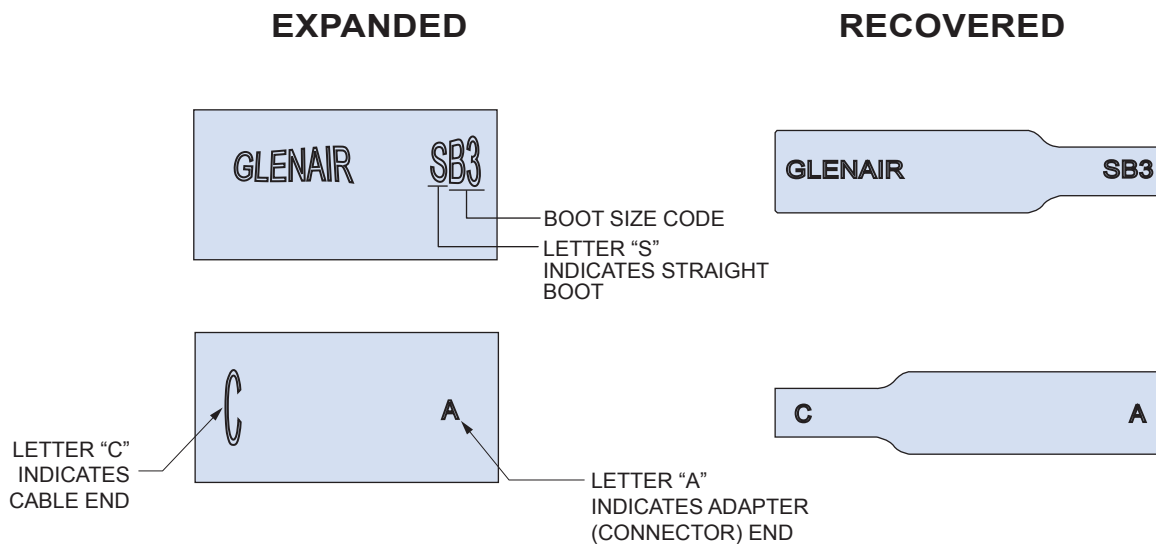 EXPANDED
RECOVERED
GLENAIR SB3
BOOT SIZE CODE
LETTER “S”
INDICATES STRAIGHT
BOOT
GLENAIR SB3
C A
LETTER “C”
INDICATES
CABLE END
LETTER “A”
INDICATES ADAPTER
(CONNECTOR) END
C A